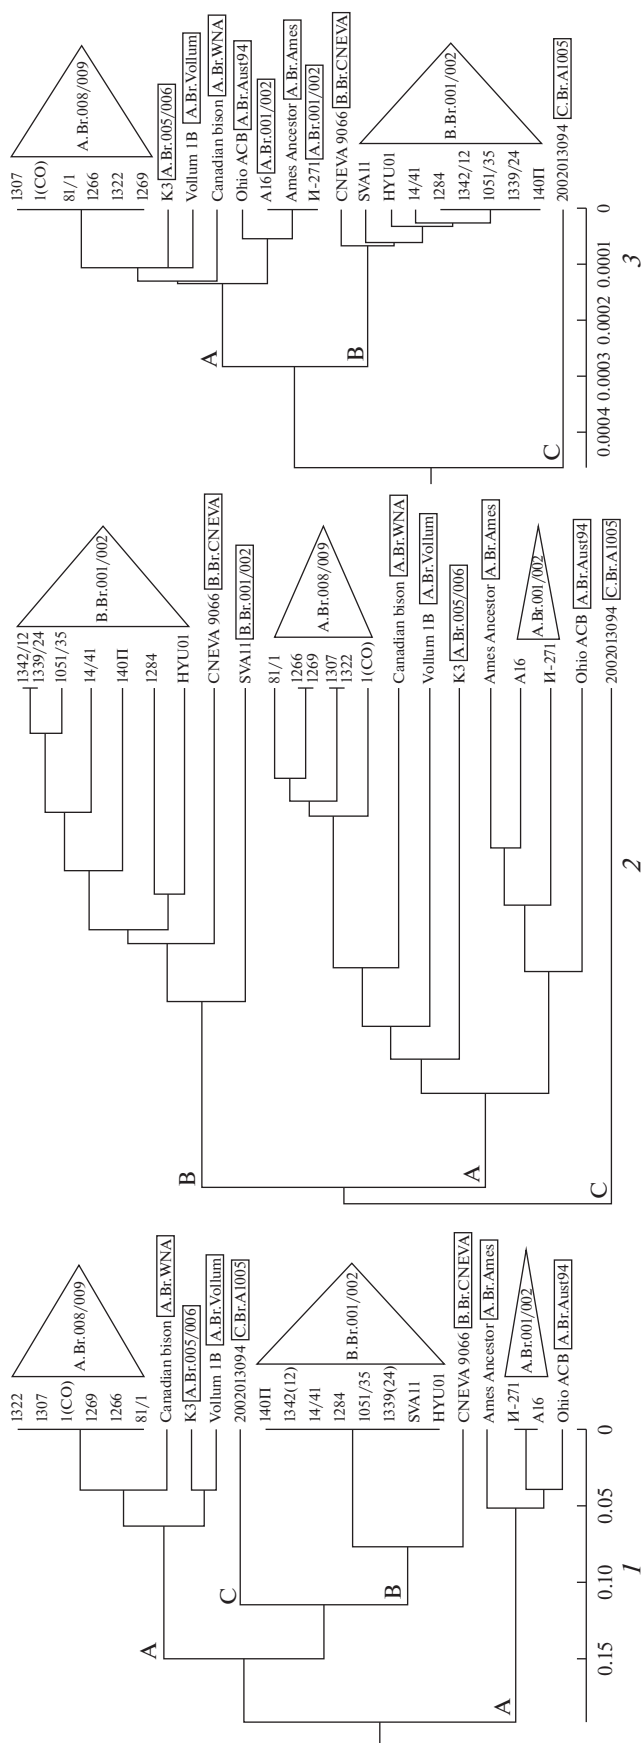 1322
1307
1(CO)
1269
1266
81/1
A.Br.008/009
Canadian bison A.Br.WNA
K3 A.Br.005/006
Vollum 1B A.Br.Vollum
2002013094 C.Br.A1005
140П
1342(12)
14/41
1284
1051/35
1339(24)
SVA11
HYU01
B.Br.001/002
CNEVA 9066 B.Br.CNEVA
Ames Ancestor A.Br.Ames
И-271
A16
A.Br.001/002
Ohio ACB A.Br.Aust94
A
C
B
A
0.15
0.10
0.05
0
1
1342/12
1339/24
1051/35
14/41
140П
1284
HYU01
B.Br.001/002
CNEVA 9066 B.Br.CNEVA
SVA11 B.Br.001/002
81/1
1266
1269
1307
1322
1(CO)
A.Br.008/009
Canadian bison A.Br.WNA
Vollum 1B A.Br.Vollum
K3 A.Br.005/006
Ames Ancestor A.Br.Ames
A16
И-271
A.Br.001/002
Ohio ACB A.Br.Aust94
2002013094 C.Br.A1005
B
A
C
2
1307
1(CO)
81/1
1266
1322
1269
A.Br.008/009
K3 A.Br.005/006
Vollum 1B A.Br.Vollum
Canadian bison A.Br.WNA
Ohio ACB A.Br.Aust94
A16 A.Br.001/002
Ames Ancestor A.Br.Ames
И-271 A.Br.001/002
CNEVA 9066 B.Br.CNEVA
SVA11
HYU01
14/41
1284
1342/12
1051/35
1339/24
140П
B.Br.001/002
2002013094 C.Br.A1005
A
B
C
0.0004
0.0003
0.0002
0.0001
0
3